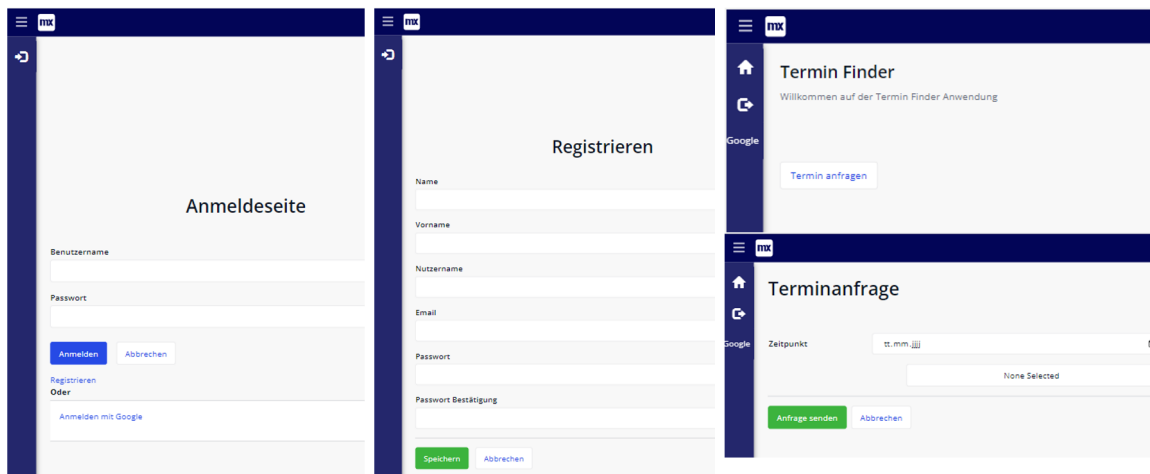 mx
Anmeldeseite
Benutzername
Passwort
Anmelden
Abbrechen
Registrieren
Oder
Anmelden mit Google
mx
Registrieren
Name
Vorname
Nutzername
Email
Passwort
Passwort Bestätigung
Speichern
Abbrechen
mx
Termin Finder
Willkommen auf der Termin Finder Anwendung
Google
Termin anfragen
mx
Terminanfrage
Google
Zeitpunkt
tt.mm.jjjj
None Selected
Anfrage senden
Abbrechen